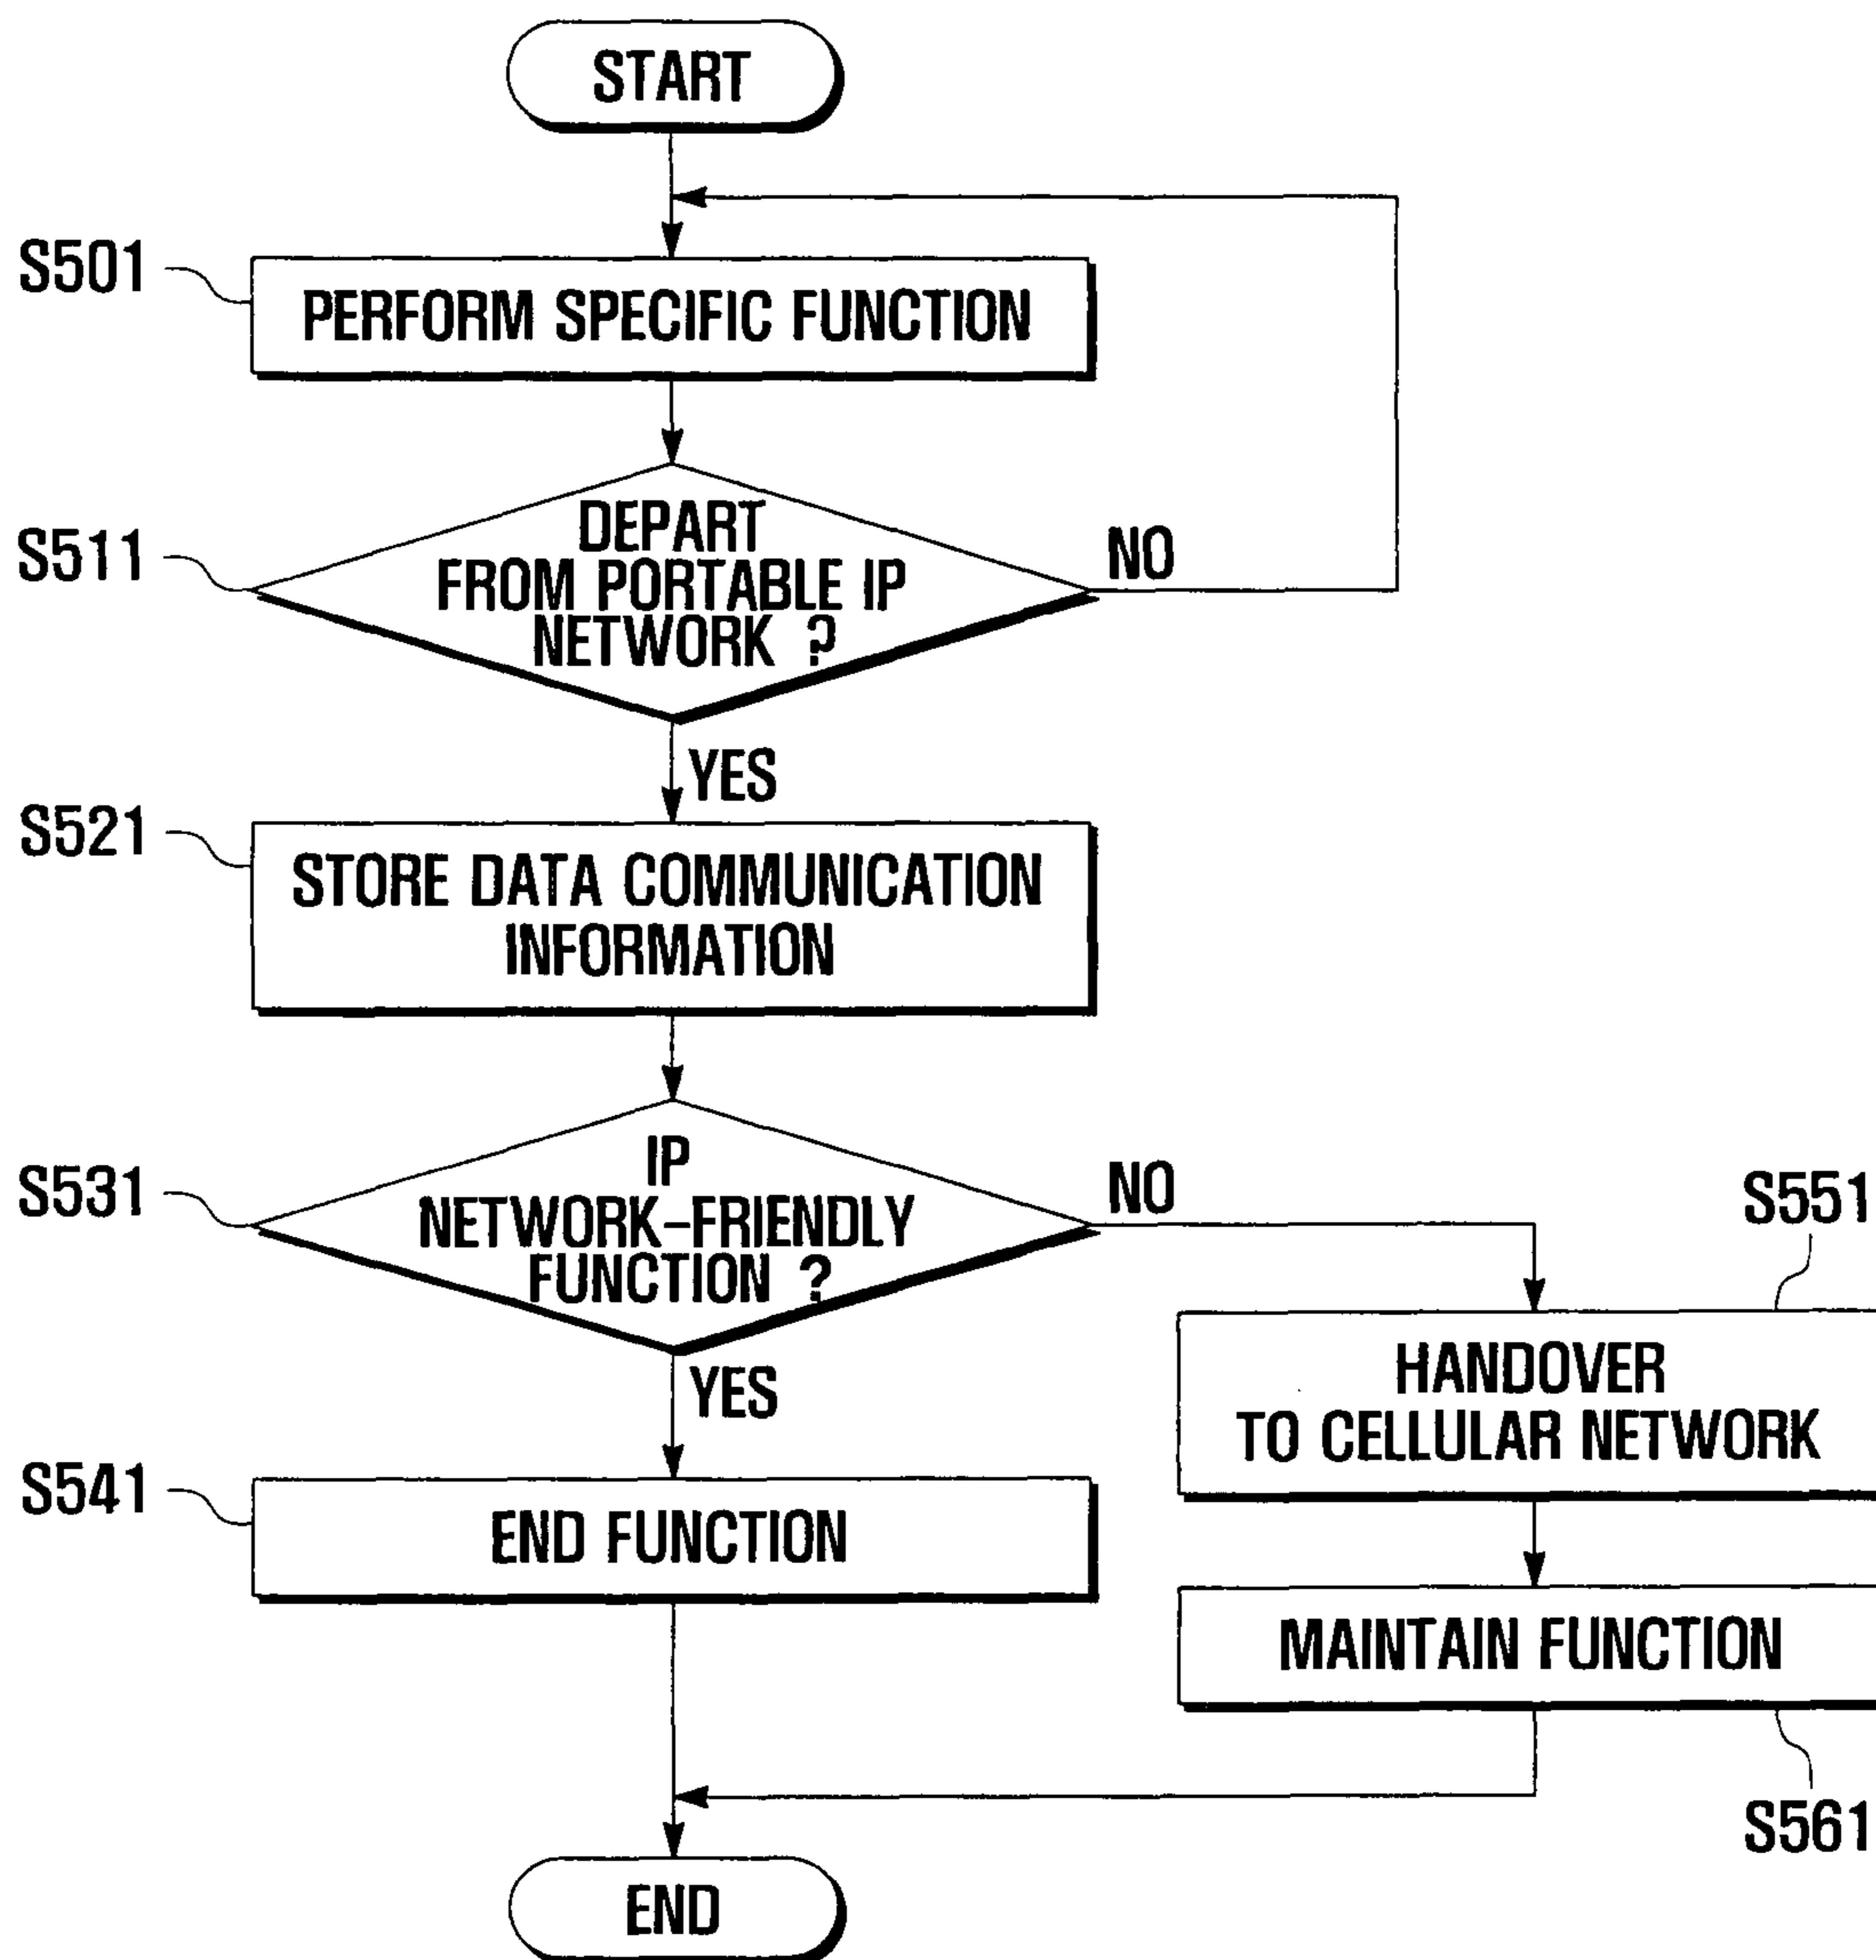 START
S501
PERFORM SPECIFIC FUNCTION
S511
DEPART
FROM PORTABLE IP
NETWORK ?
NO
YES
S521
STORE DATA COMMUNICATION
INFORMATION
S531
IP
NETWORK-FRIENDLY
FUNCTION ?
NO
YES
S551
HANDOVER
TO CELLULAR NETWORK
S541
END FUNCTION
MAINTAIN FUNCTION
S561
END